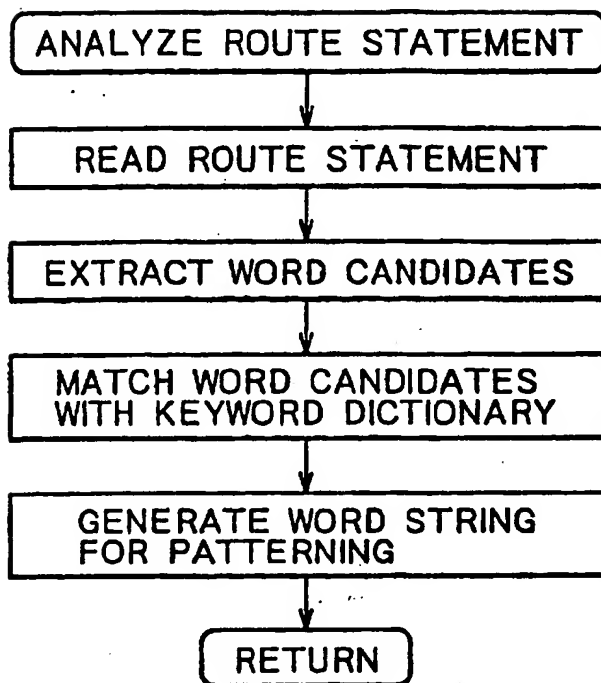 ANALYZE ROUTE STATEMENT
READ ROUTE STATEMENT
EXTRACT WORD CANDIDATES
MATCH WORD CANDIDATES
WITH KEYWORD DICTIONARY
GENERATE WORD STRING
FOR PATTERNING
RETURN